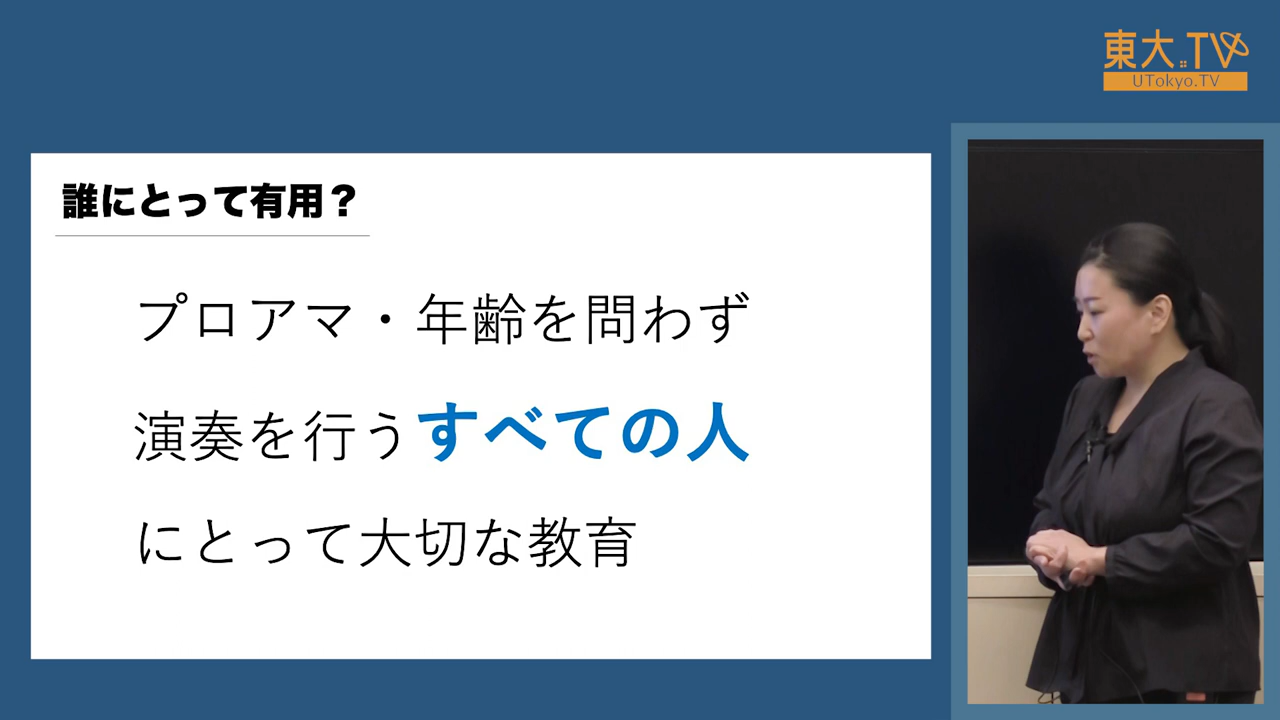 東大TV
UTokyo.TV
誰にとって有用？
プロアマ・年齢を問わず
演奏を行うすべての人
にとって大切な教育